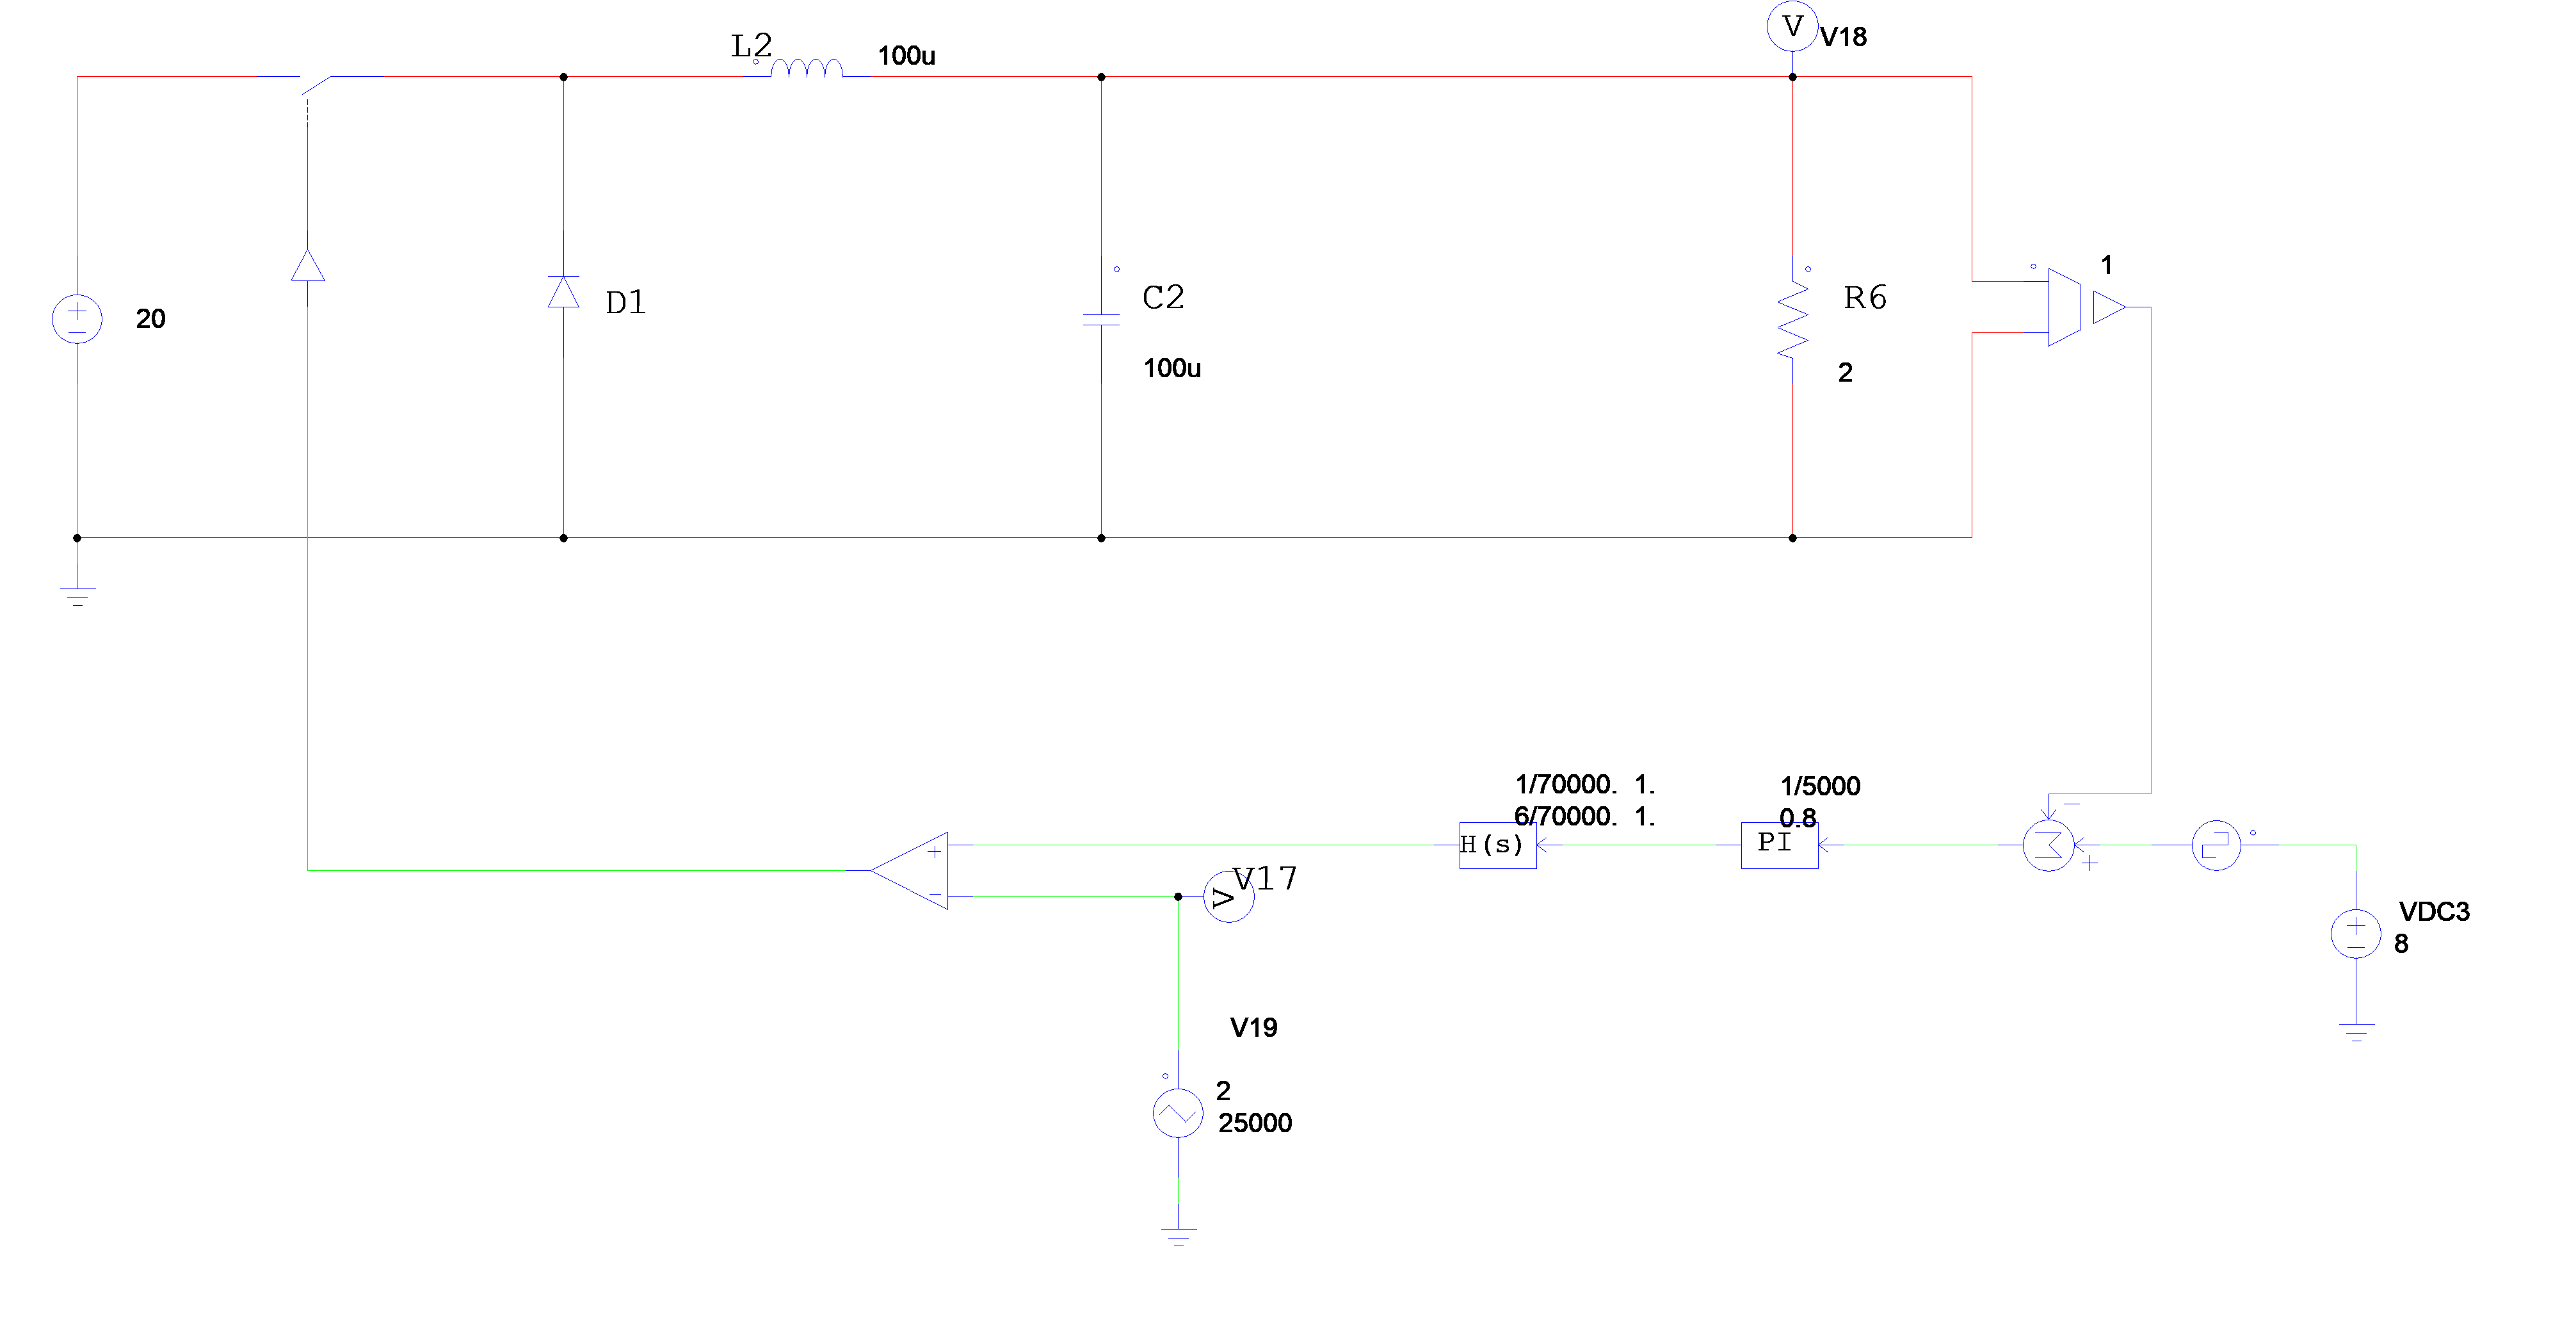 V
V18
L2
100u
1
20
D1
C2
100u
R6
2
1/70000. 1.
6/70000. 1.
1/5000
0.8
H(s)
PI
V17
V
VDC3
8
V19
2
25000